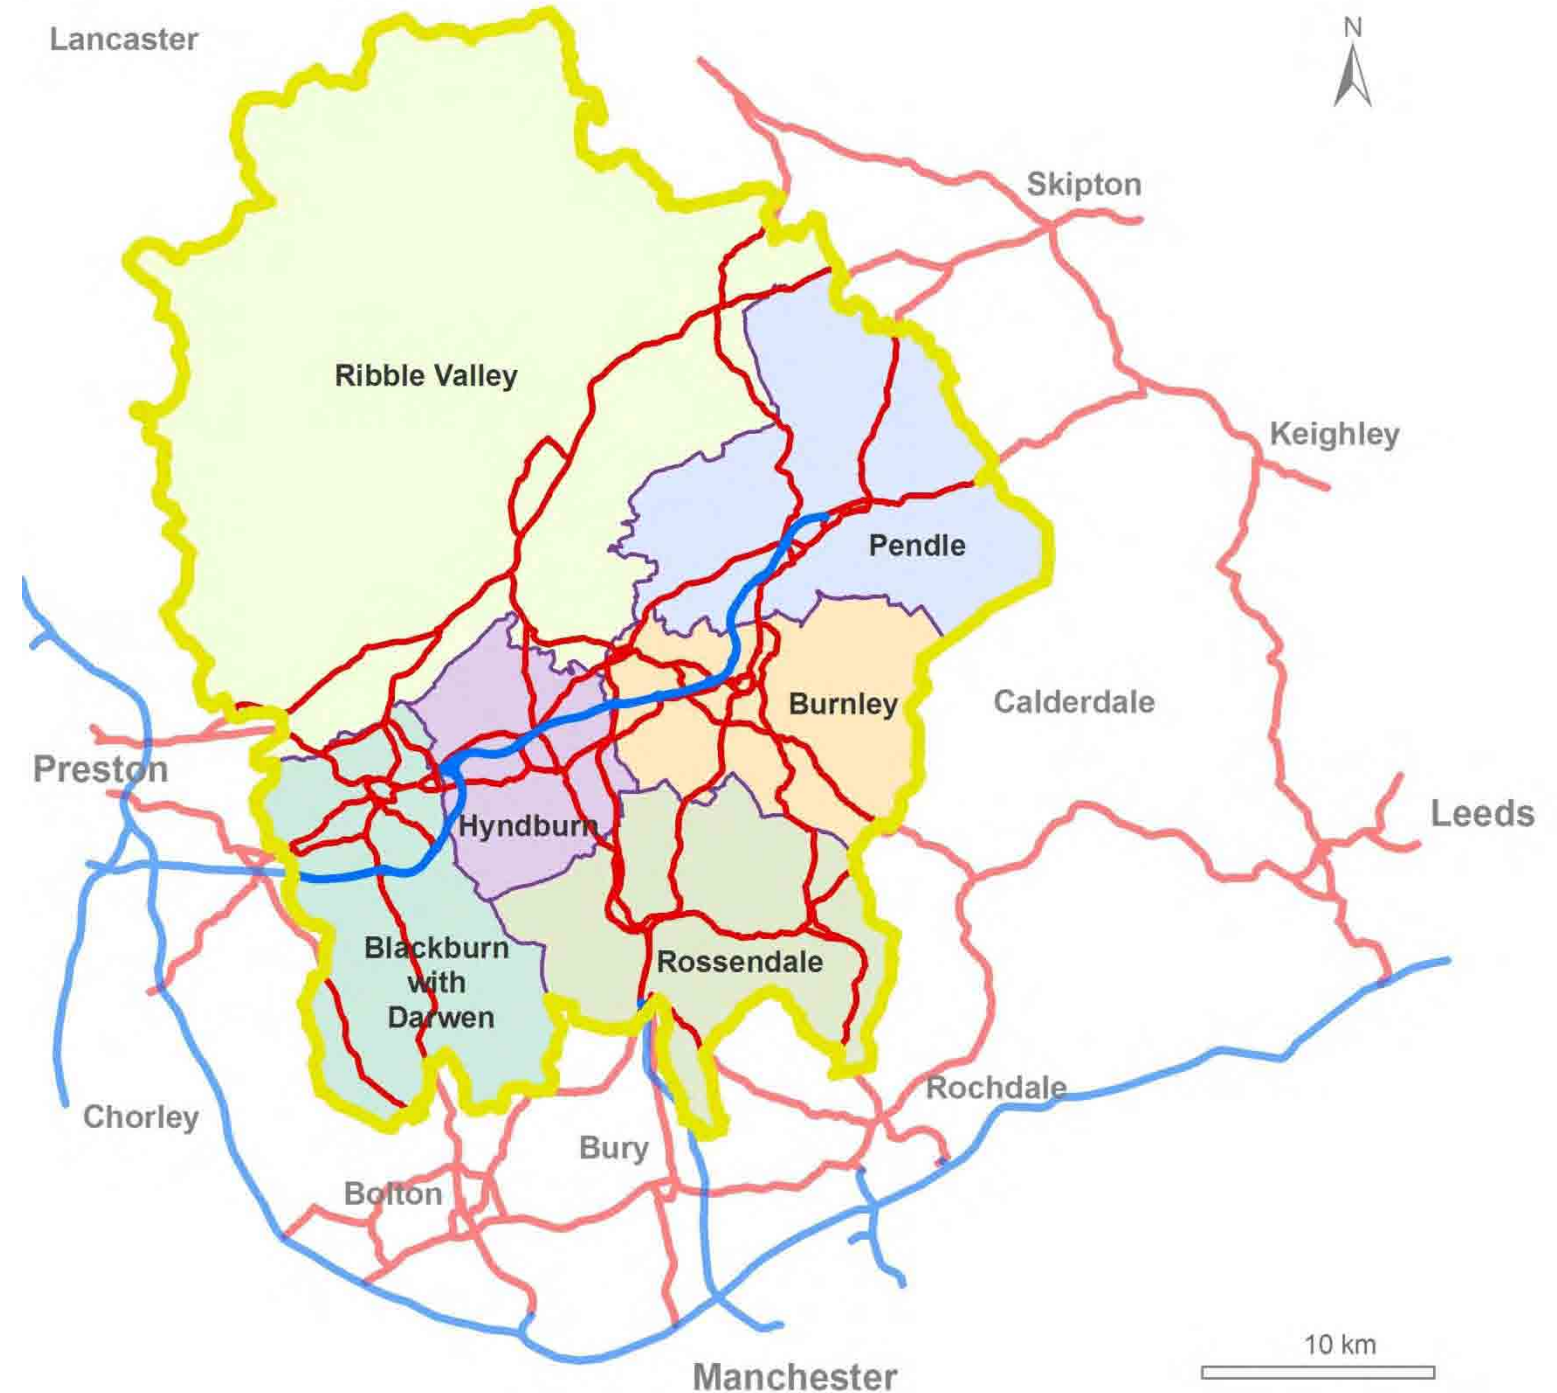 Lancaster
N
Skipton
Ribble Valley
Keighley
Pendle
Burnley
Calderdale
Preston
Leeds
Hyndburn
Blackburn
with
Darwen
Rossendale
Rochdale
Chorley
Bury
Bolton
10 km
Manchester